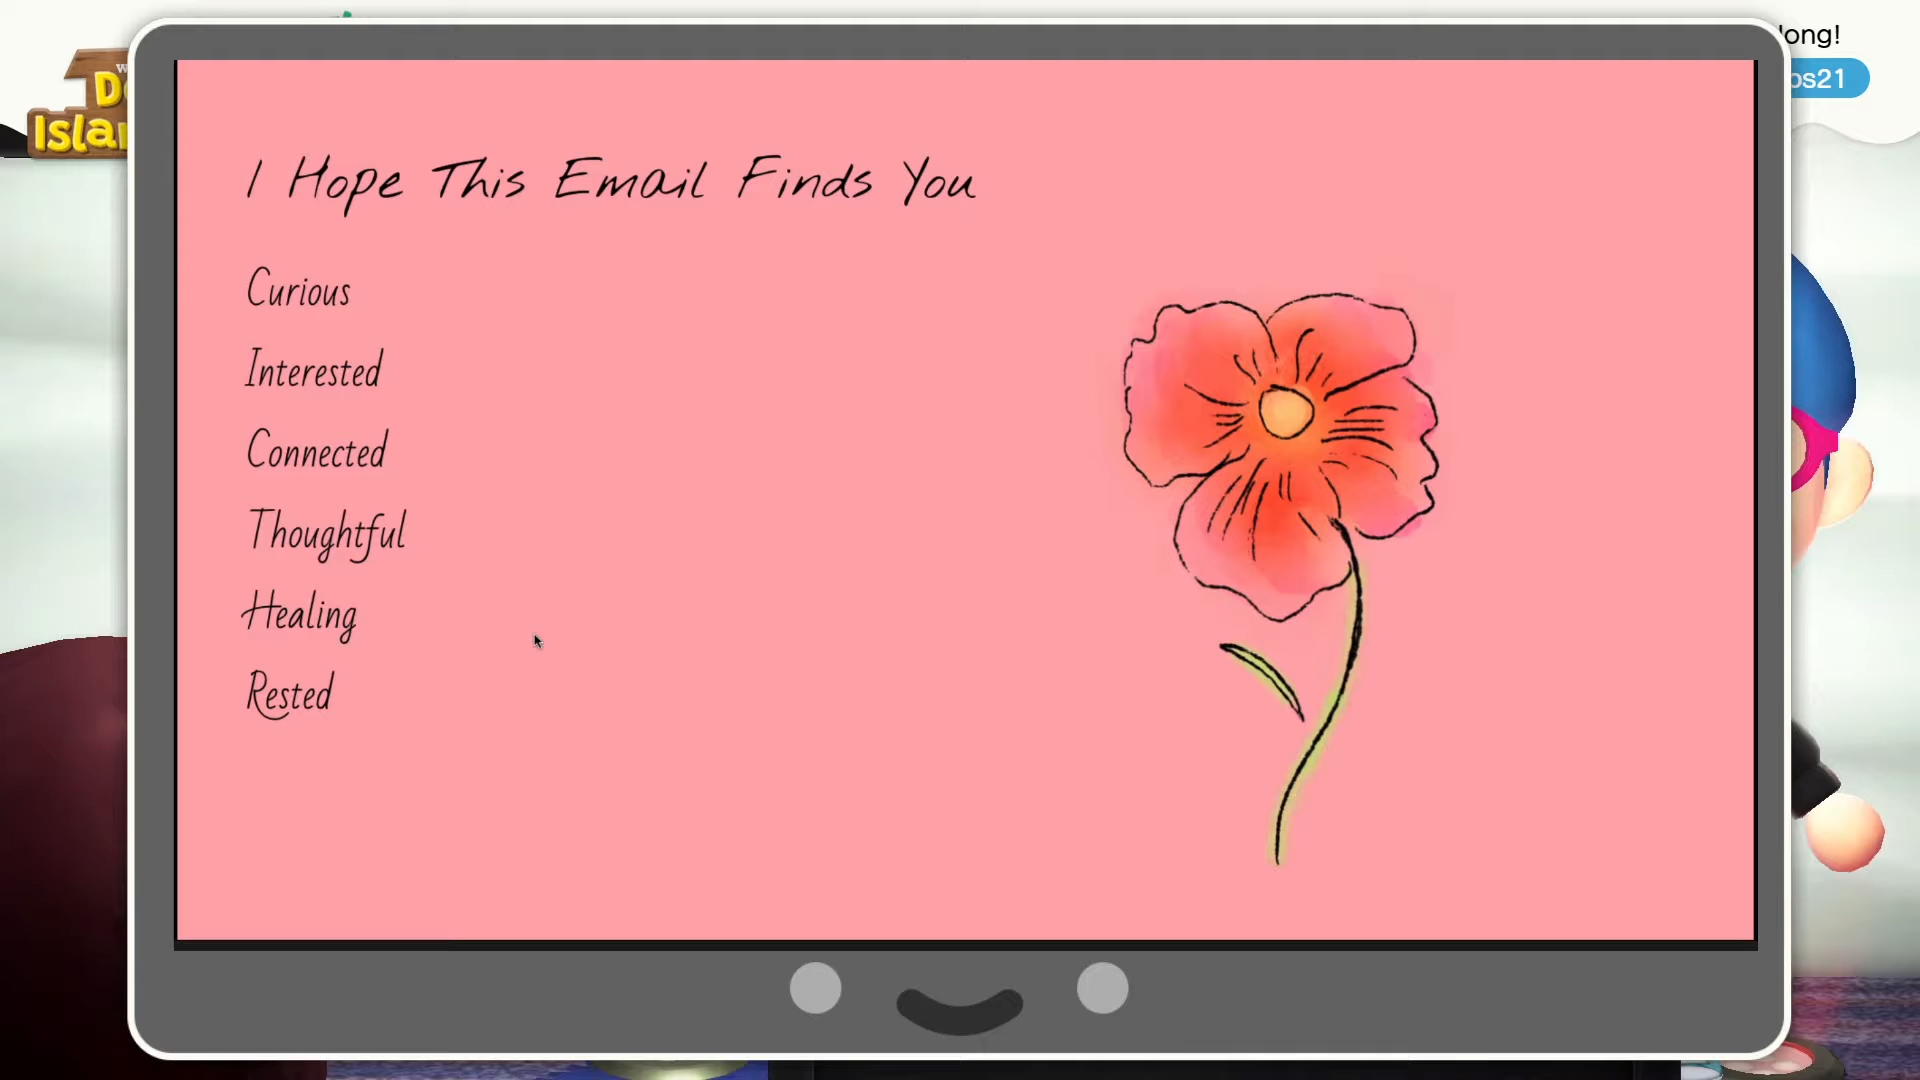 I Hope This Email Finds You
Curious
Interested
Connected
Thoughtful
Healing
Rested